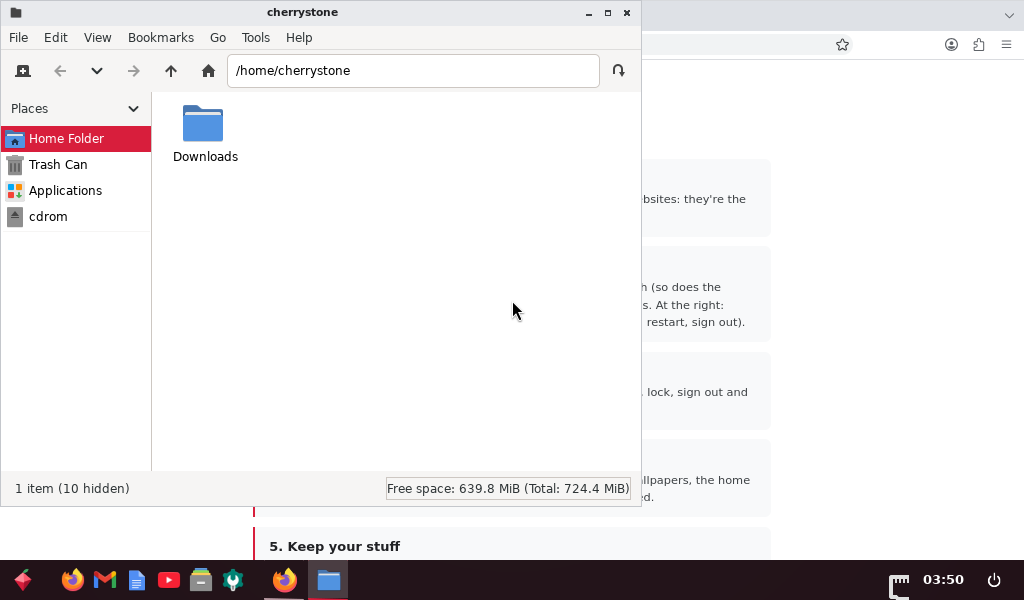 cherrystone
File Edit View Bookmarks Go Tools Help
/home/cherrystone
Places
Home Folder
Trash Can
Applications
cdrom
Downloads
1 item (10 hidden)
Free space: 639.8 MiB (Total: 724.4 MiB)
bsites: they're the
h (so does the
s. At the right:
restart, sign out).
lock, sign out and
llpapers, the home
ed.
5. Keep your stuff
03:50